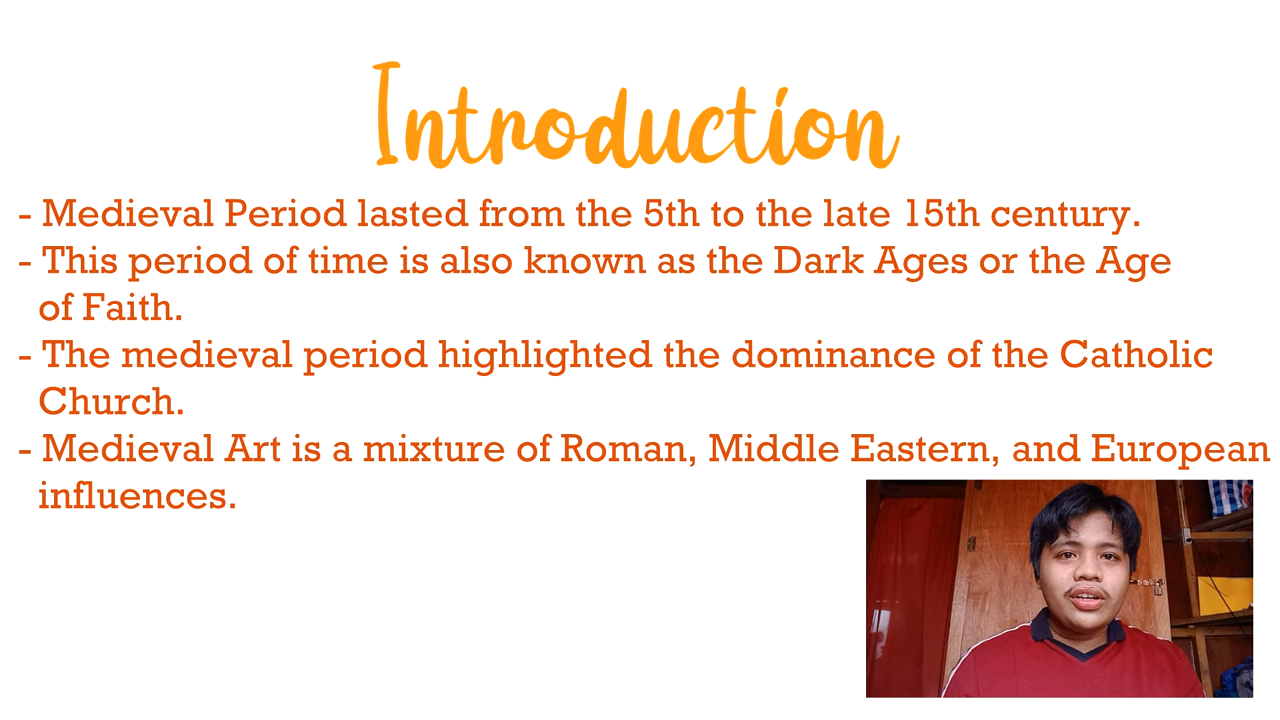 Introduction
- Medieval Period lasted from the 5th to the late 15th century.
- This period of time is also known as the Dark Ages or the Age
of Faith.
- The medieval period highlighted the dominance of the Catholic
Church.
- Medieval Art is a mixture of Roman, Middle Eastern, and European
influences.